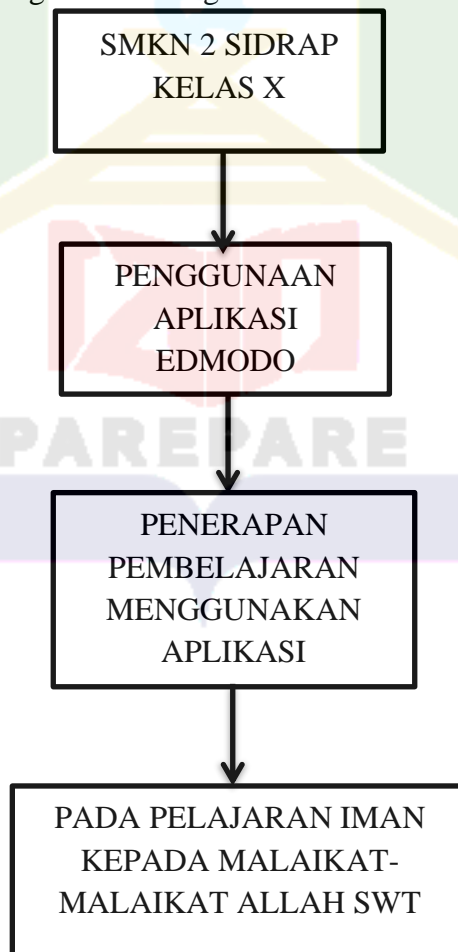 SMKN 2 SIDRAP
KELAS X
PENGGUNAAN
APLIKASI
EDMODO
PAREPARE
PENERAPAN
PEMBELAJARAN
MENGGUNAKAN
APLIKASI
PADA PELAJARAN IMAN
KEPADA MALAIKAT-
MALAIKAT ALLAH SWT